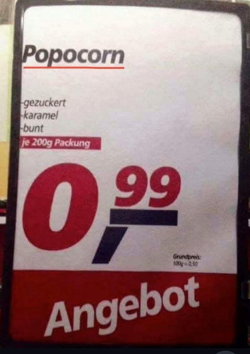 Popocorn
-gezuckert
-karamel
-bunt
je 200g Packung
0,99
Grundpreis:
Angebot